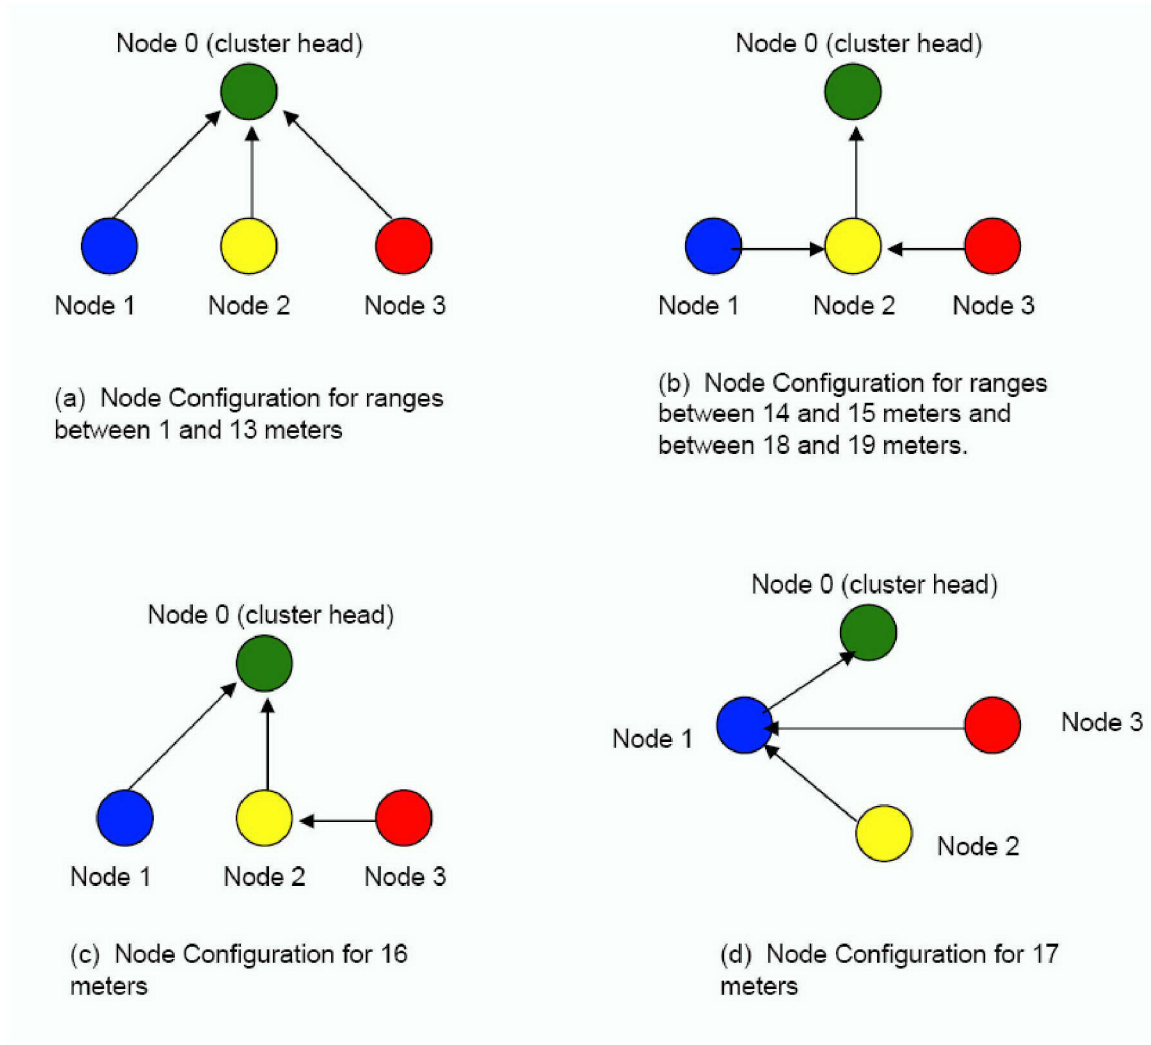 Node 0 (cluster head)
Node 1
Node 2
Node 3
(a) Node Configuration for ranges
between 1 and 13 meters
Node 0 (cluster head)
Node 1
Node 2
Node 3
(b) Node Configuration for ranges
between 14 and 15 meters and
between 18 and 19 meters.
Node 0 (cluster head)
Node 1
Node 2
Node 3
(c) Node Configuration for 16
meters
Node 0 (cluster head)
Node 1
Node 3
Node 2
(d) Node Configuration for 17
meters